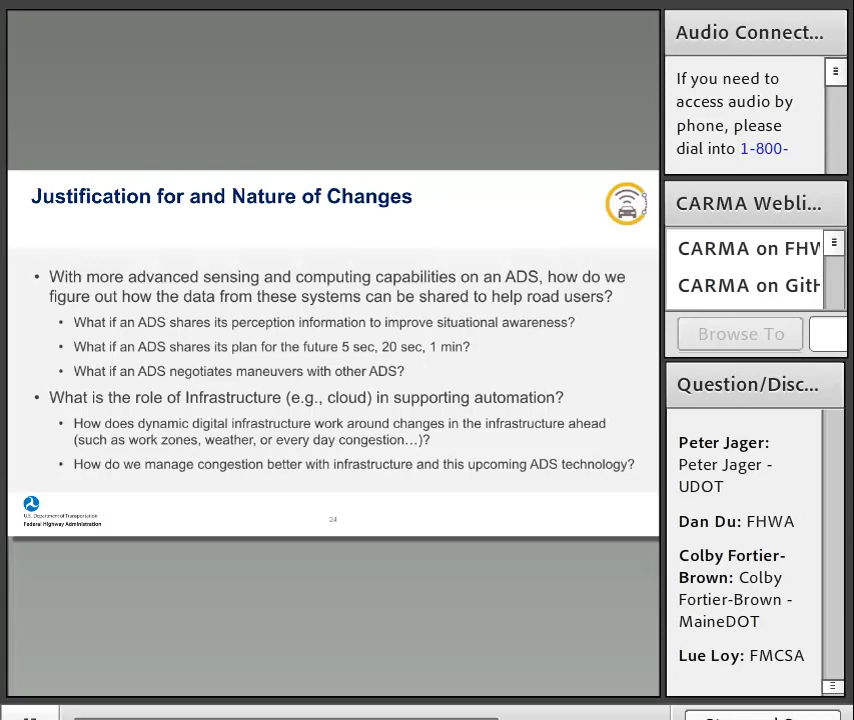 Justification for and Nature of Changes
• With more advanced sensing and computing capabilities on an ADS, how do we
figure out how the data from these systems can be shared to help road users?
• What if an ADS shares its perception information to improve situational awareness?
• What if an ADS shares its plan for the future 5 sec, 20 sec, 1 min?
• What if an ADS negotiates maneuvers with other ADS?
• What is the role of Infrastructure (e.g., cloud) in supporting automation?
• How does dynamic digital infrastructure work around changes in the infrastructure ahead
(such as work zones, weather, or every day congestion…)?
• How do we manage congestion better with infrastructure and this upcoming ADS technology?
U.S. Department of Transportation
Federal Highway Administration
24
Audio Connect...
If you need to
access audio by
phone, please
dial into 1-800-
CARMA Webli...
CARMA on FHW
CARMA on GitH
Browse To
Question/Disc...
Peter Jager:
Peter Jager -
UDOT
Dan Du: FHWA
Colby Fortier-
Brown: Colby
Fortier-Brown -
MaineDOT
Lue Loy: FMCSA